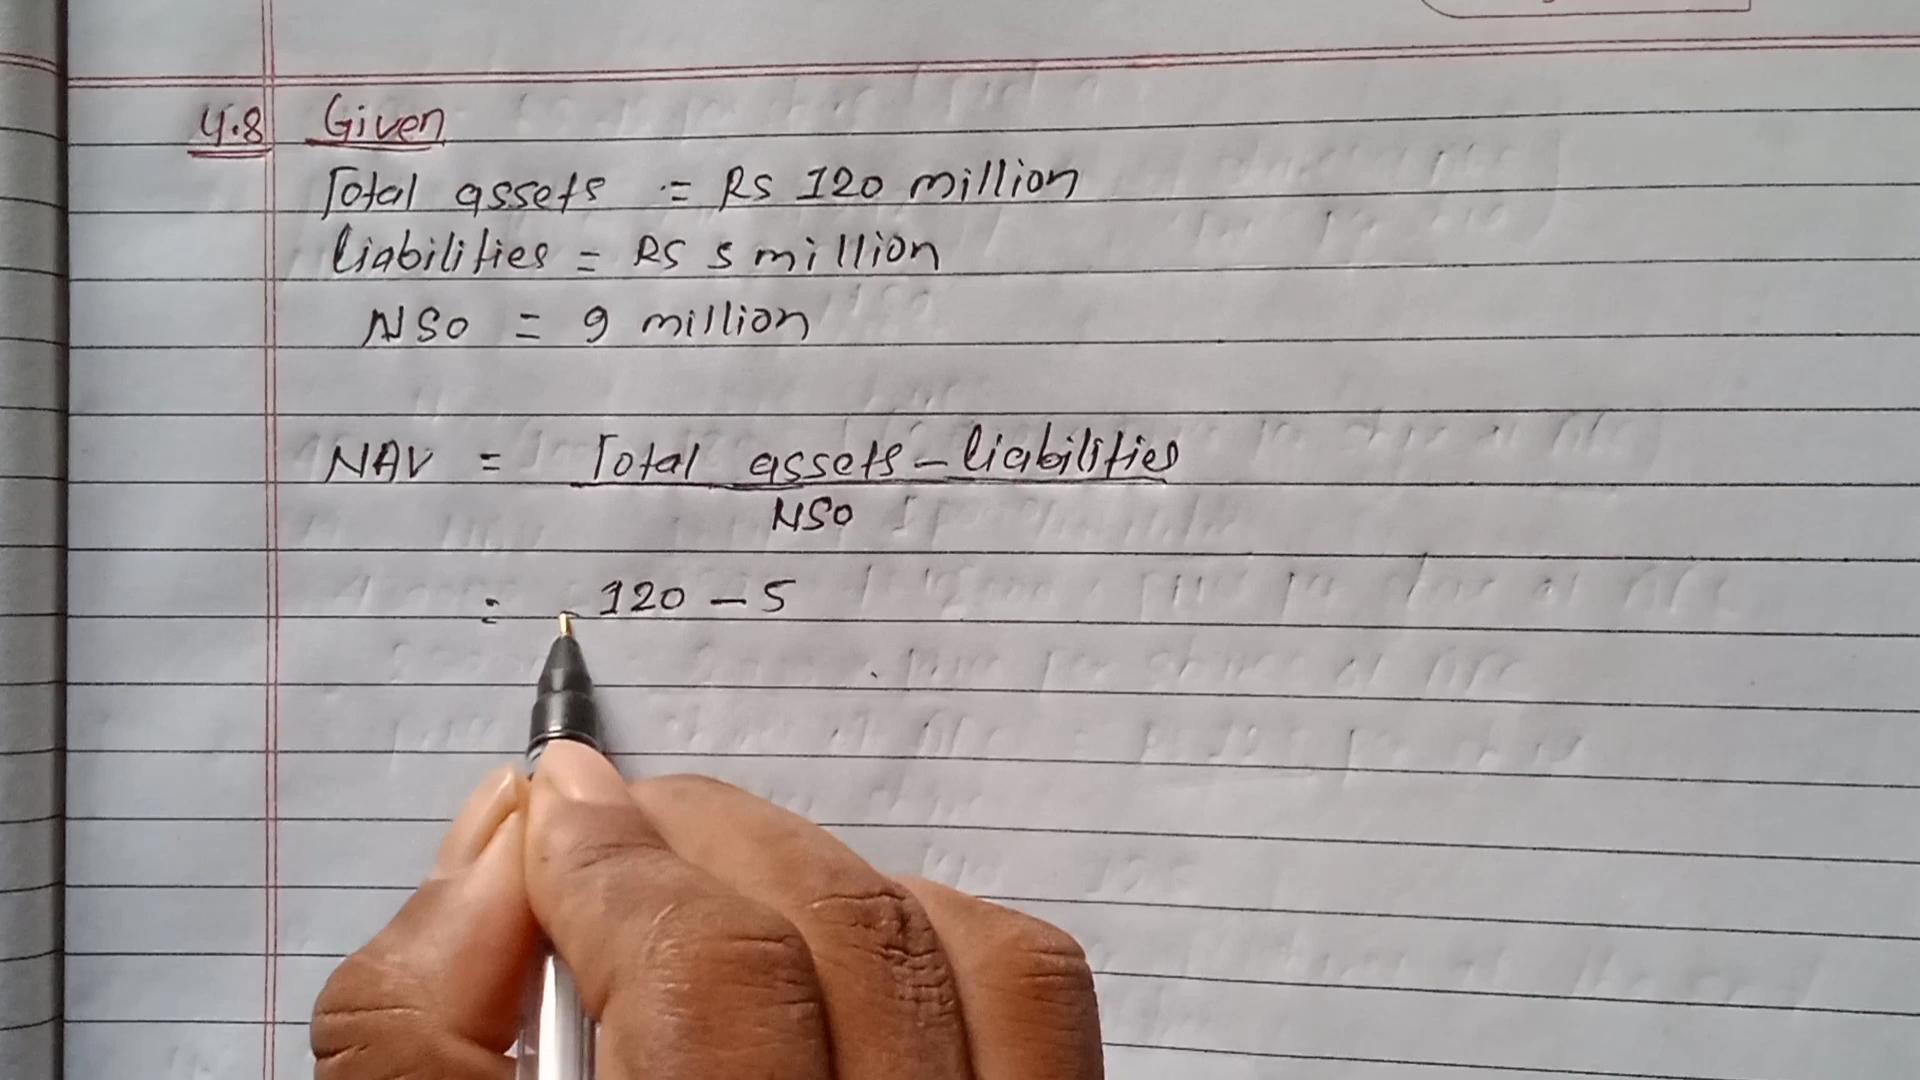 4.8 Given
Total assets = RS 120 million
liabilities = RS 5 million
NSO = 9 million
NAV = Total assets - liabilities
NSO
= 120 - 5